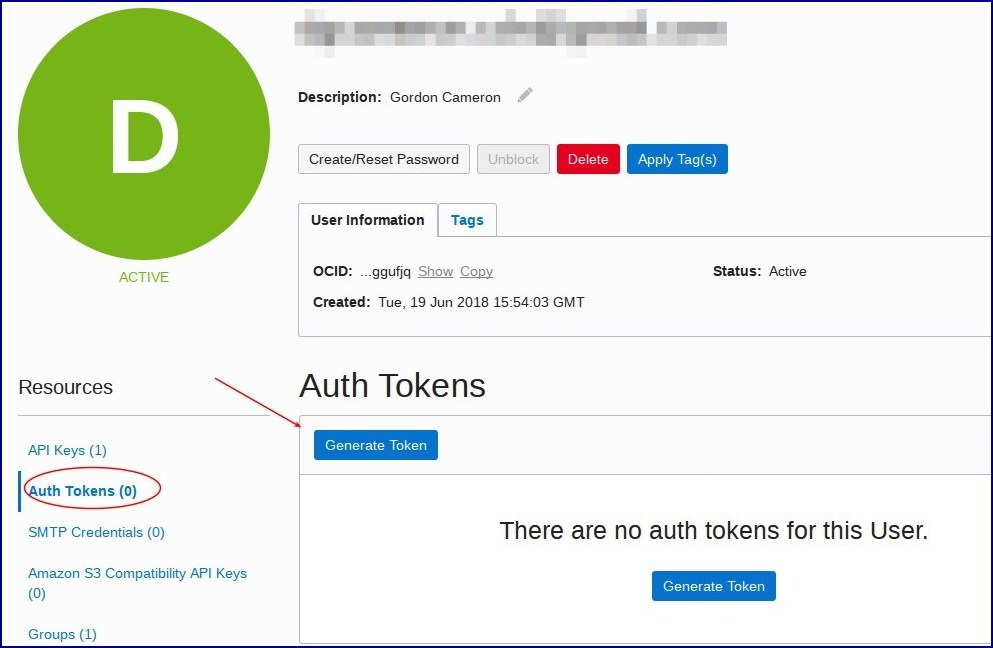 D
ACTIVE
Description: Gordon Cameron
Create/Reset Password Unblock Delete Apply Tag(s)
User Information Tags
OCID: ...ggufjq Show Copy Status: Active
Created: Tue, 19 Jun 2018 15:54:03 GMT
Resources
API Keys (1)
Auth Tokens (0)
SMTP Credentials (0)
Amazon S3 Compatibility API Keys
(0)
Groups (1)
Auth Tokens
Generate Token
There are no auth tokens for this User.
Generate Token